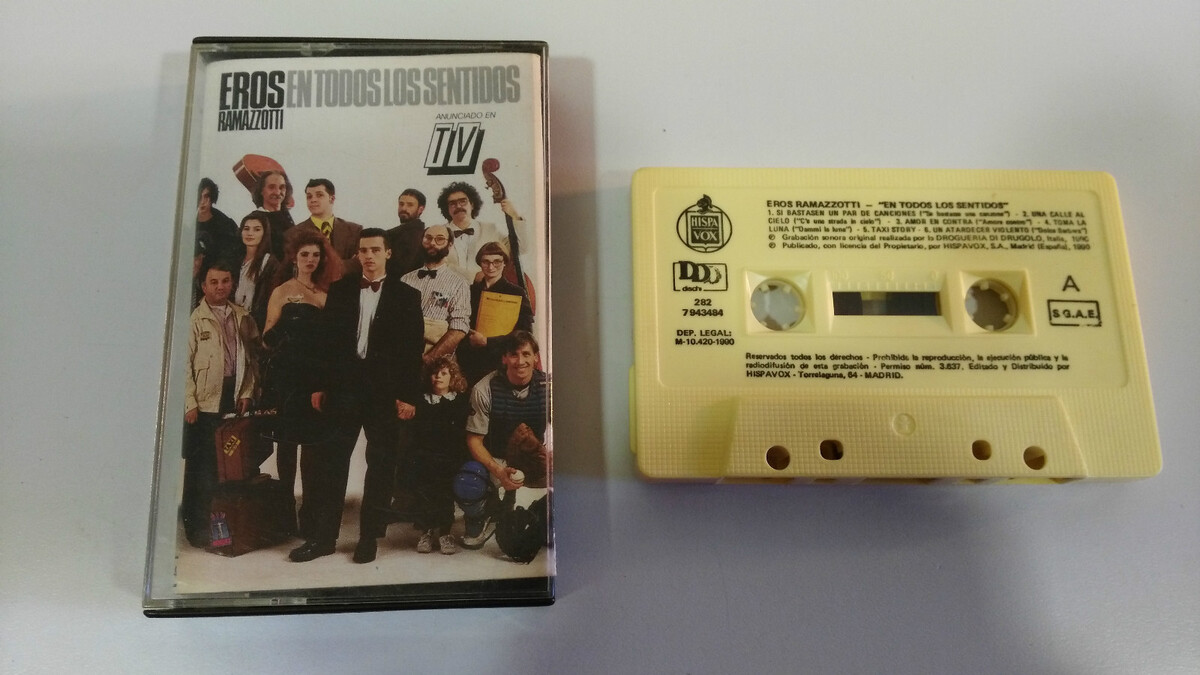 EROS EN TODOS LOS SENTIDOS
RAMAZZOTTI
ANUNCIADO EN
TV
TAXI
HISPA
VOX
EROS RAMAZZOTTI — "EN TODOS LOS SENTIDOS"
1. SI BASTASEN UN PAR DE CANCIONES ("Se bastasse una canzone") - 2. UNA CALLE AL
CIELO ("C'è una strada in cielo") - 3. AMOR EN CONTRA ("Amore contro") - 4. TOMA LA
LUNA ("Dammi la luna") - 5. TAXI STORY - 6. UN ATARDECER VIOLENTO ("Dolce Barbara")
℗ Grabación sonora original realizada por la DROGUERIA DI DRUGOLO, Italia, 1990
© Publicado, con licencia del Propietario, por HISPAVOX, S.A., Madrid (España), 1990
282
7943484
DEP. LEGAL:
M-10.420-1990
A
S.G.A.E.
Reservados todos los derechos - Prohibida la reproducción, la ejecución pública y la
radiodifusión de esta grabación - Permiso núm. 3.637. Editado y Distribuido por
HISPAVOX - Torrelaguna, 64 - MADRID.